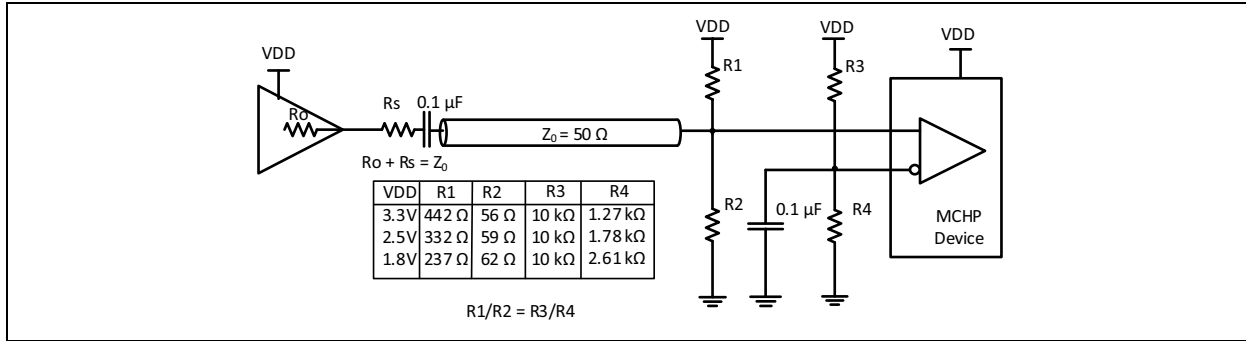 VDD
Ro
Rs
0.1 µF
Ro + Rs = Z0
Z0 = 50 Ω
VDD
R1
R2
VDD
R3
R4
0.1 µF
VDD
MCHP
Device
VDD R1 R2 R3 R4
3.3V 442 Ω 56 Ω 10 kΩ 1.27 kΩ
2.5V 332 Ω 59 Ω 10 kΩ 1.78 kΩ
1.8V 237 Ω 62 Ω 10 kΩ 2.61 kΩ
R1/R2 = R3/R4